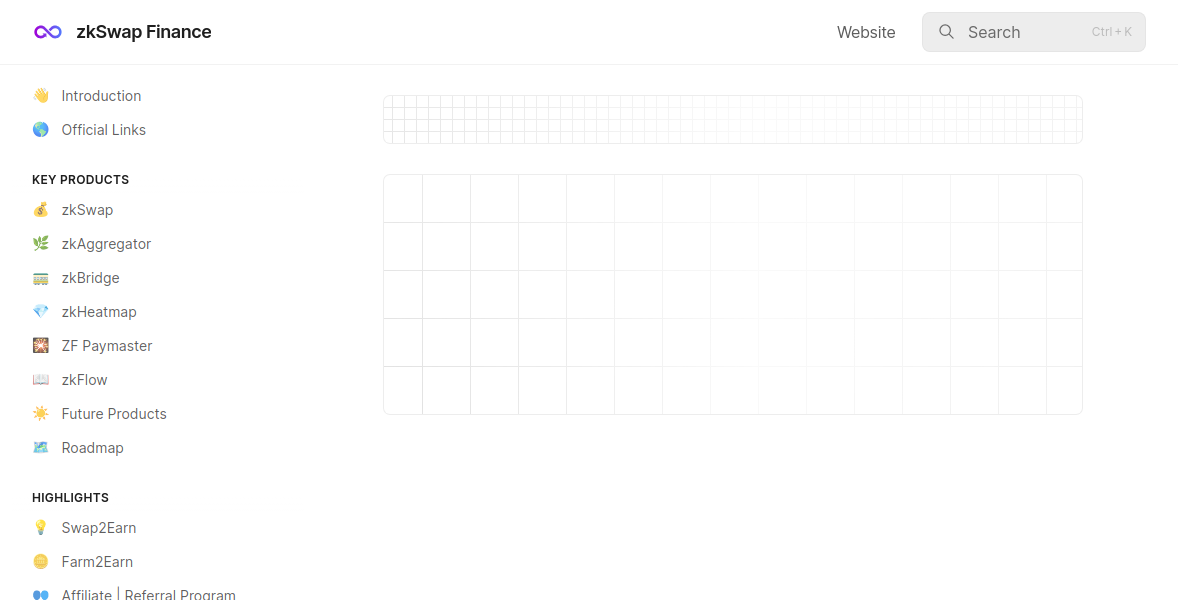 zkSwap Finance
Website
Search
Ctrl + K
Introduction
Official Links
KEY PRODUCTS
zkSwap
zkAggregator
zkBridge
zkHeatmap
ZF Paymaster
zkFlow
Future Products
Roadmap
HIGHLIGHTS
Swap2Earn
Farm2Earn
Affiliate | Referral Program